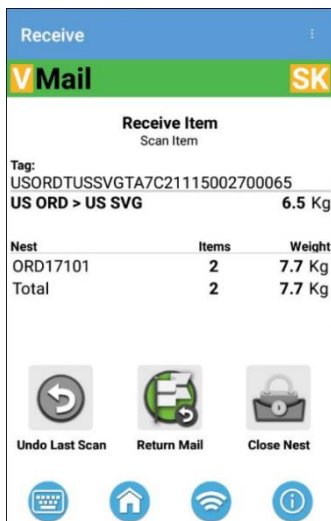 Receive
V Mail SK
Receive Item
Scan Item
Tag:
USORDTUSSVGTA7C21115002700065
US ORD > US SVG 6.5 Kg
Nest Items Weight
ORD17101 2 7.7 Kg
Total 2 7.7 Kg
Undo Last Scan Return Mail Close Nest